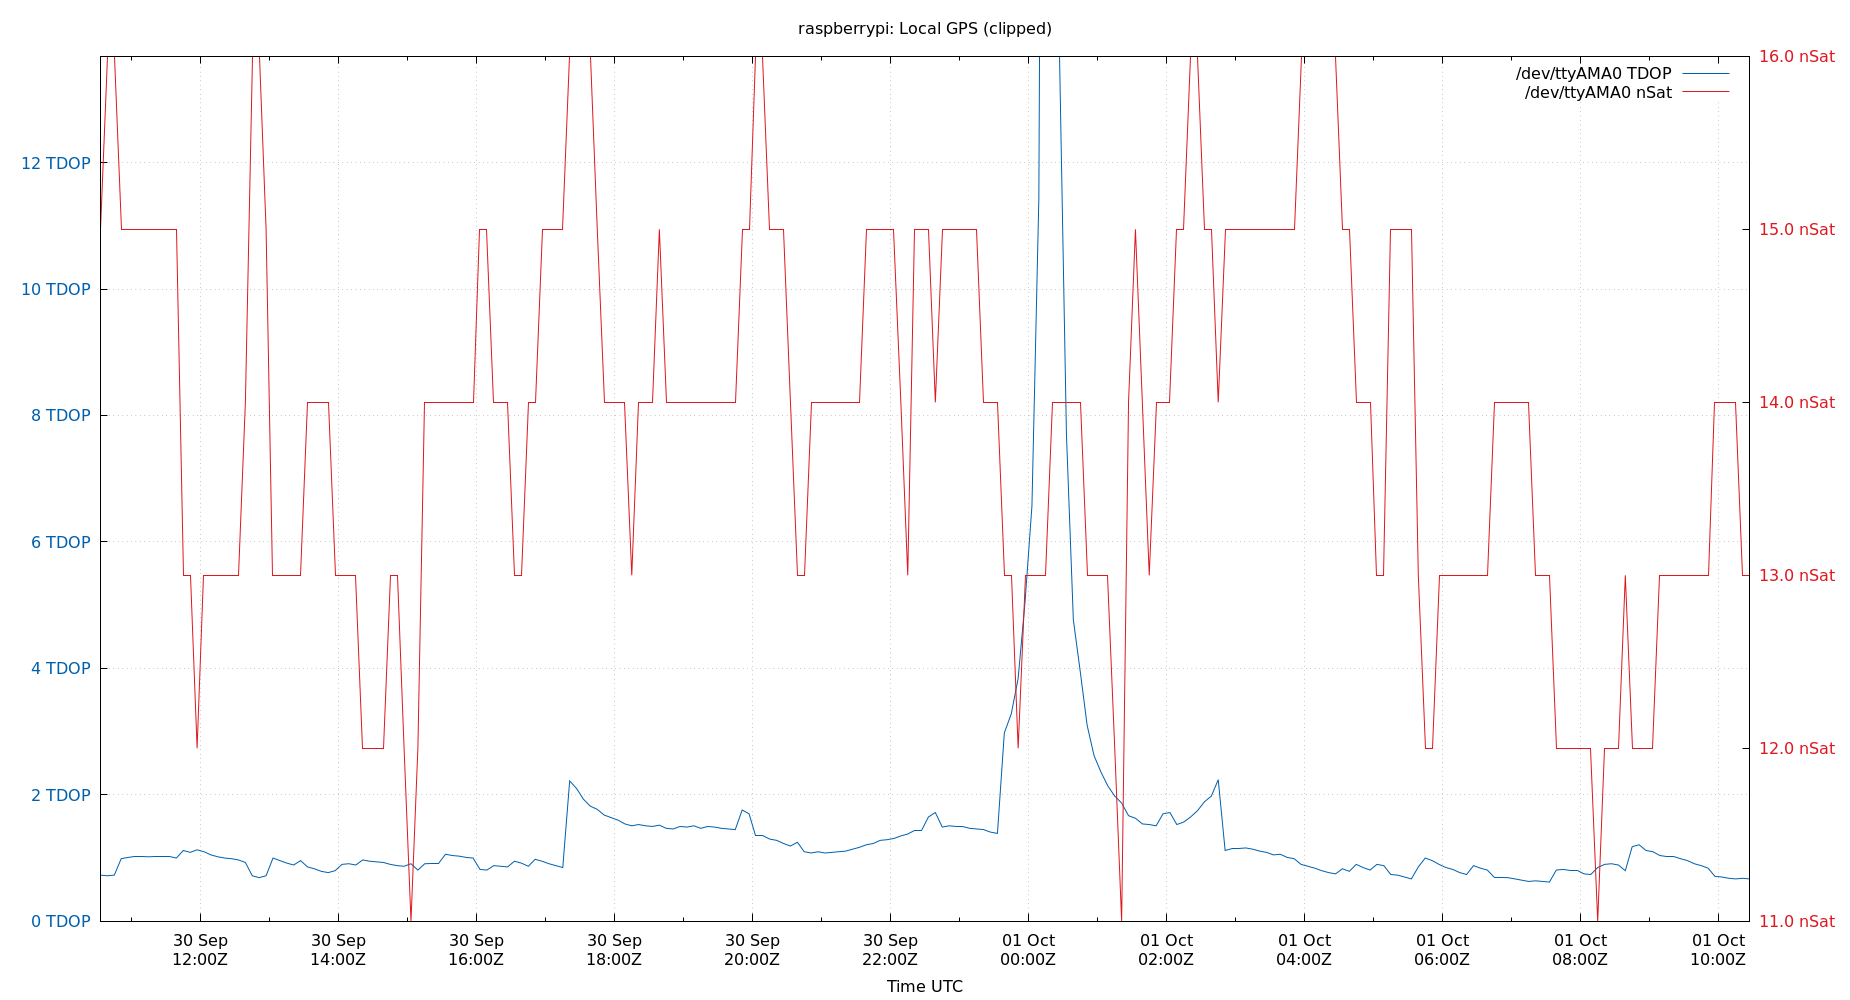 raspberrypi: Local GPS (clipped)
16.0 nSat
/dev/ttyAMA0 TDOP
/dev/ttyAMA0 nSat
12 TDOP
15.0 nSat
10 TDOP
14.0 nSat
8 TDOP
6 TDOP
13.0 nSat
4 TDOP
12.0 nSat
2 TDOP
0 TDOP
11.0 nSat
30 Sep 30 Sep 30 Sep 30 Sep 30 Sep 30 Sep 01 Oct 01 Oct 01 Oct 01 Oct 01 Oct 01 Oct
12:00Z 14:00Z 16:00Z 18:00Z 20:00Z 22:00Z 00:00Z 02:00Z 04:00Z 06:00Z 08:00Z 10:00Z
Time UTC